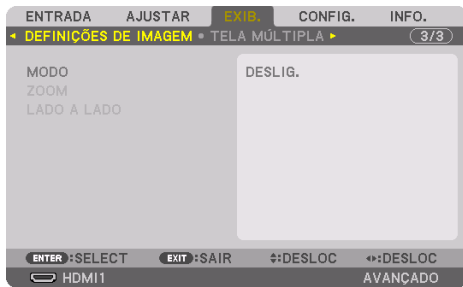 ENTRADA AJUSTAR EXIB. CONFIG. INFO.
DEFINIÇÕES DE IMAGEM • TELA MÚLTIPLA 3/3
MODO DESLIG.
ZOOM
LADO A LADO
ENTER:SELECT EXIT:SAIR :DESLOC :DESLOC
HDMI1 AVANÇADO